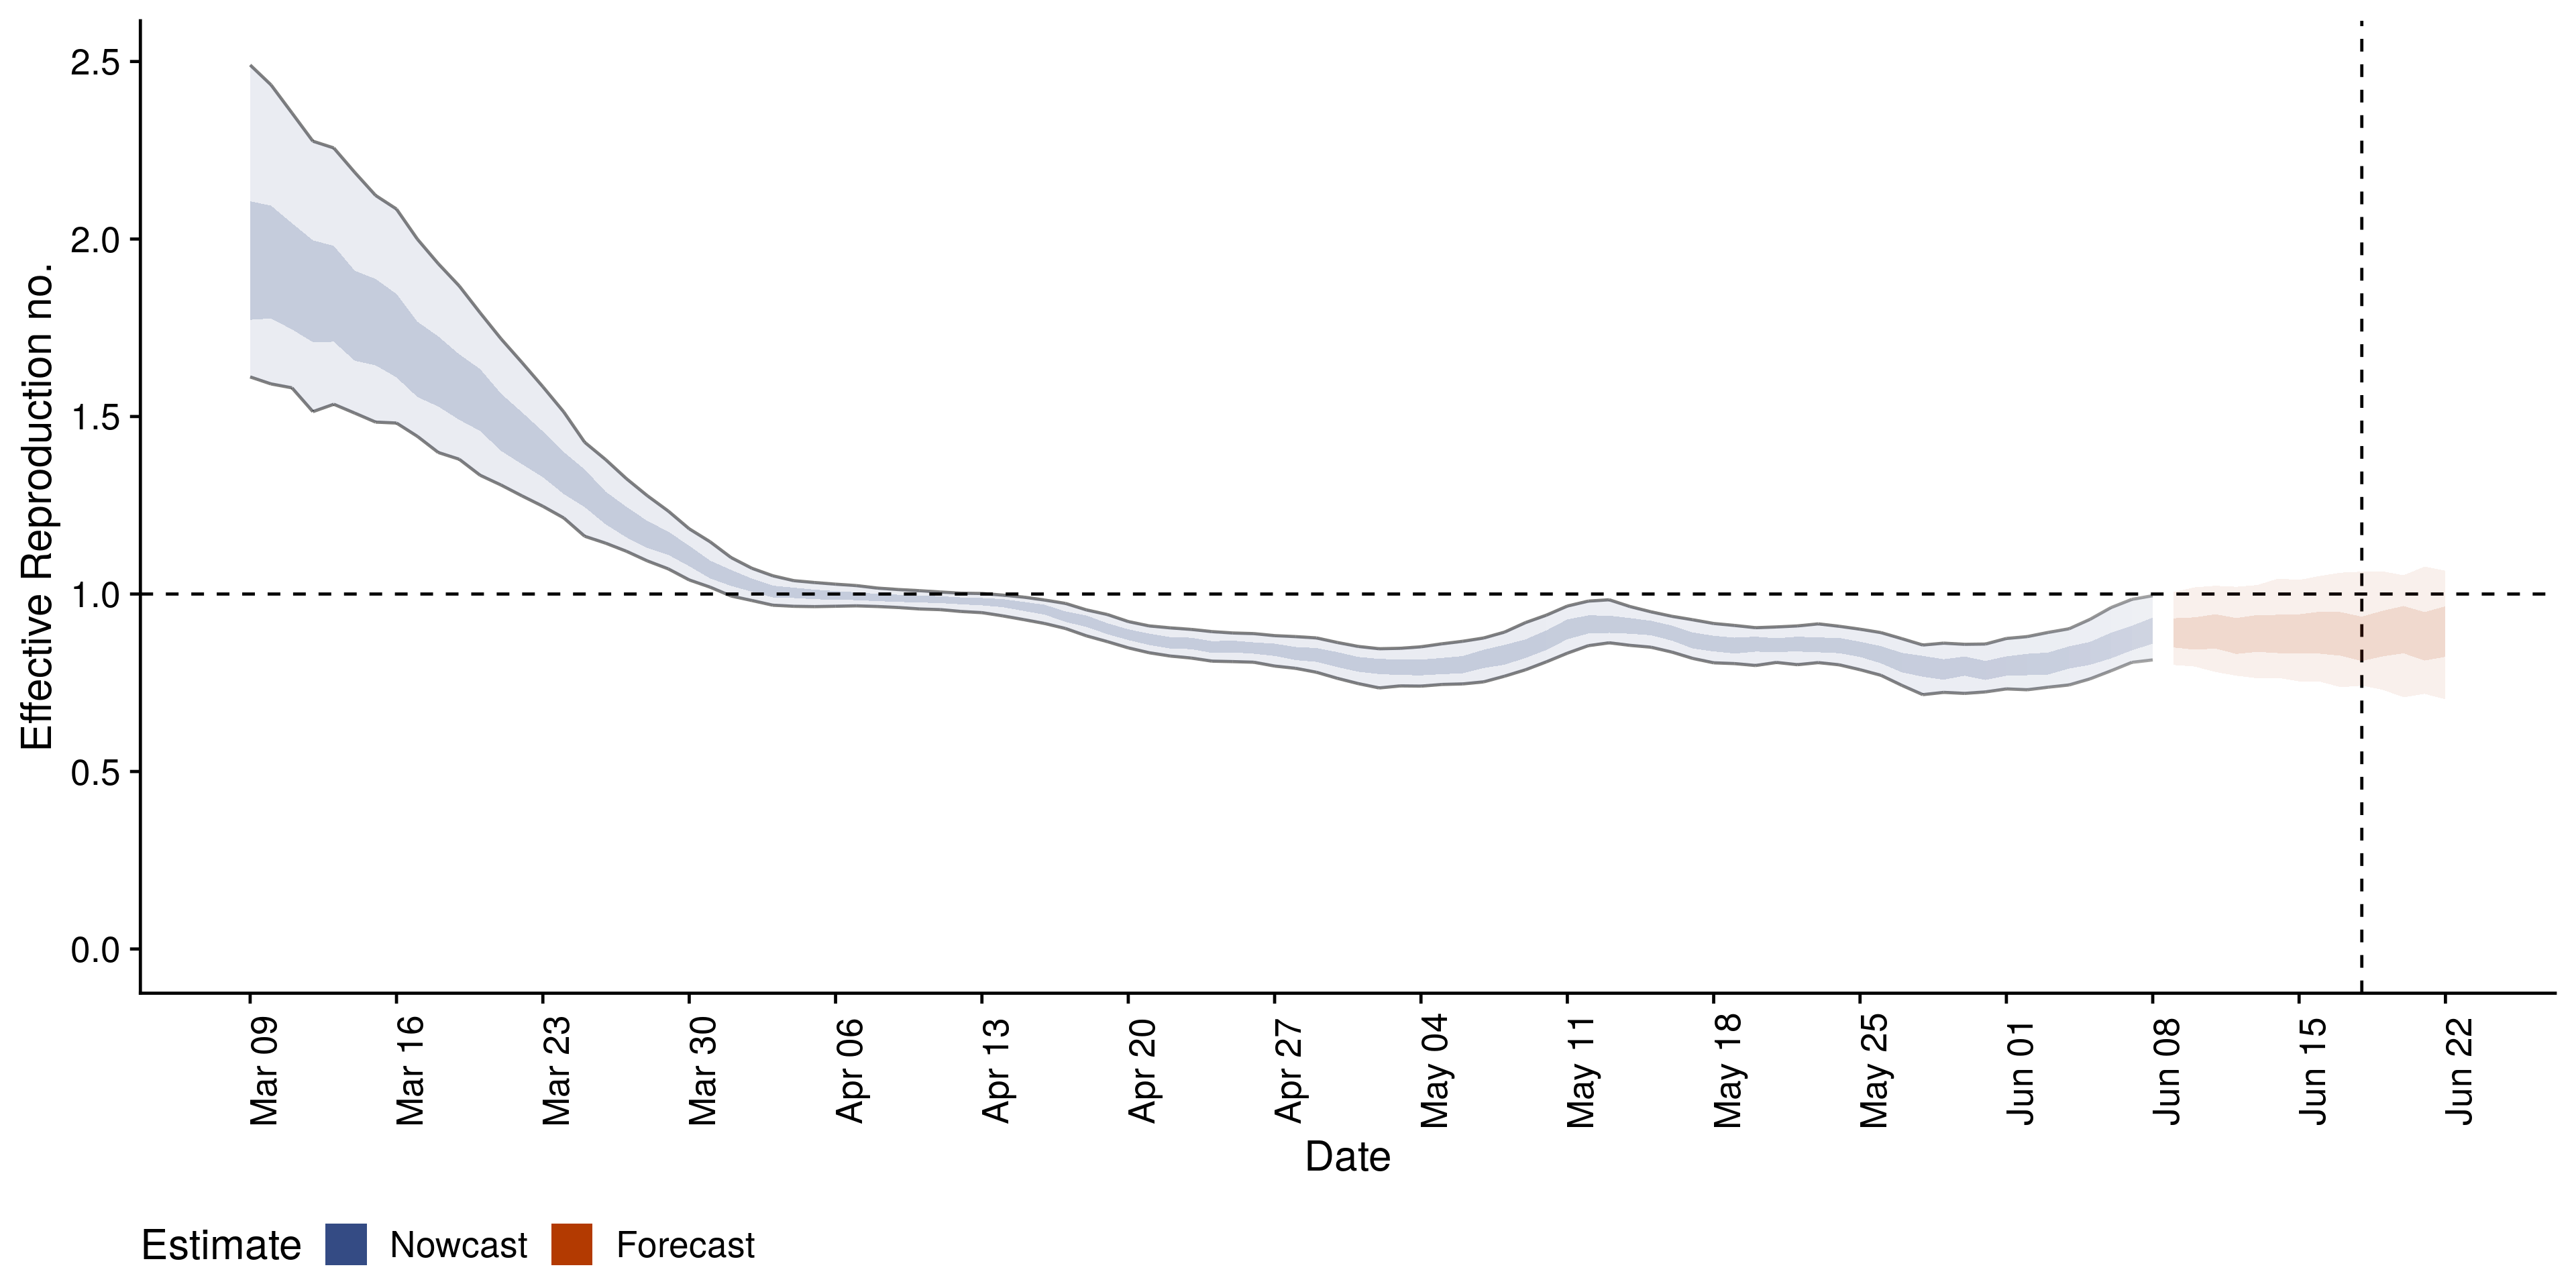 Effective Reproduction no.
2.5
2.0
1.5
1.0
0.5
0.0
Mar 09
Mar 16
Mar 23
Mar 30
Apr 06
Apr 13
Apr 20
Apr 27
May 04
May 11
May 18
May 25
Jun 01
Jun 08
Jun 15
Jun 22
Date
Estimate Nowcast Forecast